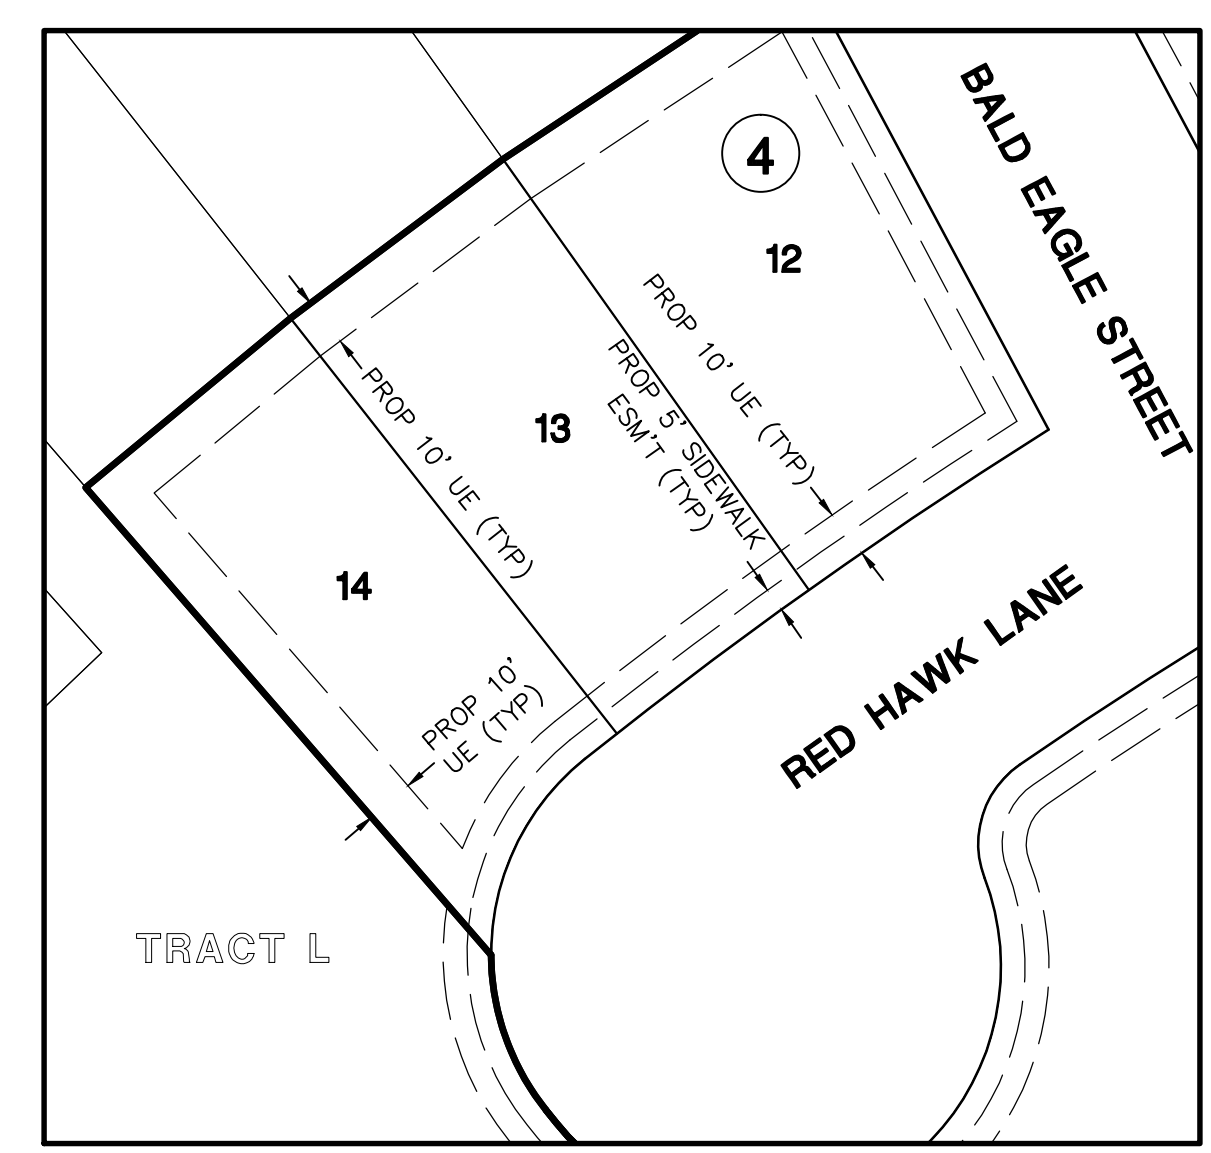 BALD EAGLE STREET
4
12
PROP 10' UE (TYP)
PROP 5' SIDEWALK
ESM'T (TYP)
13
PROP 10' UE (TYP)
14
PROP 10'
UE (TYP)
RED HAWK LANE
TRACT L